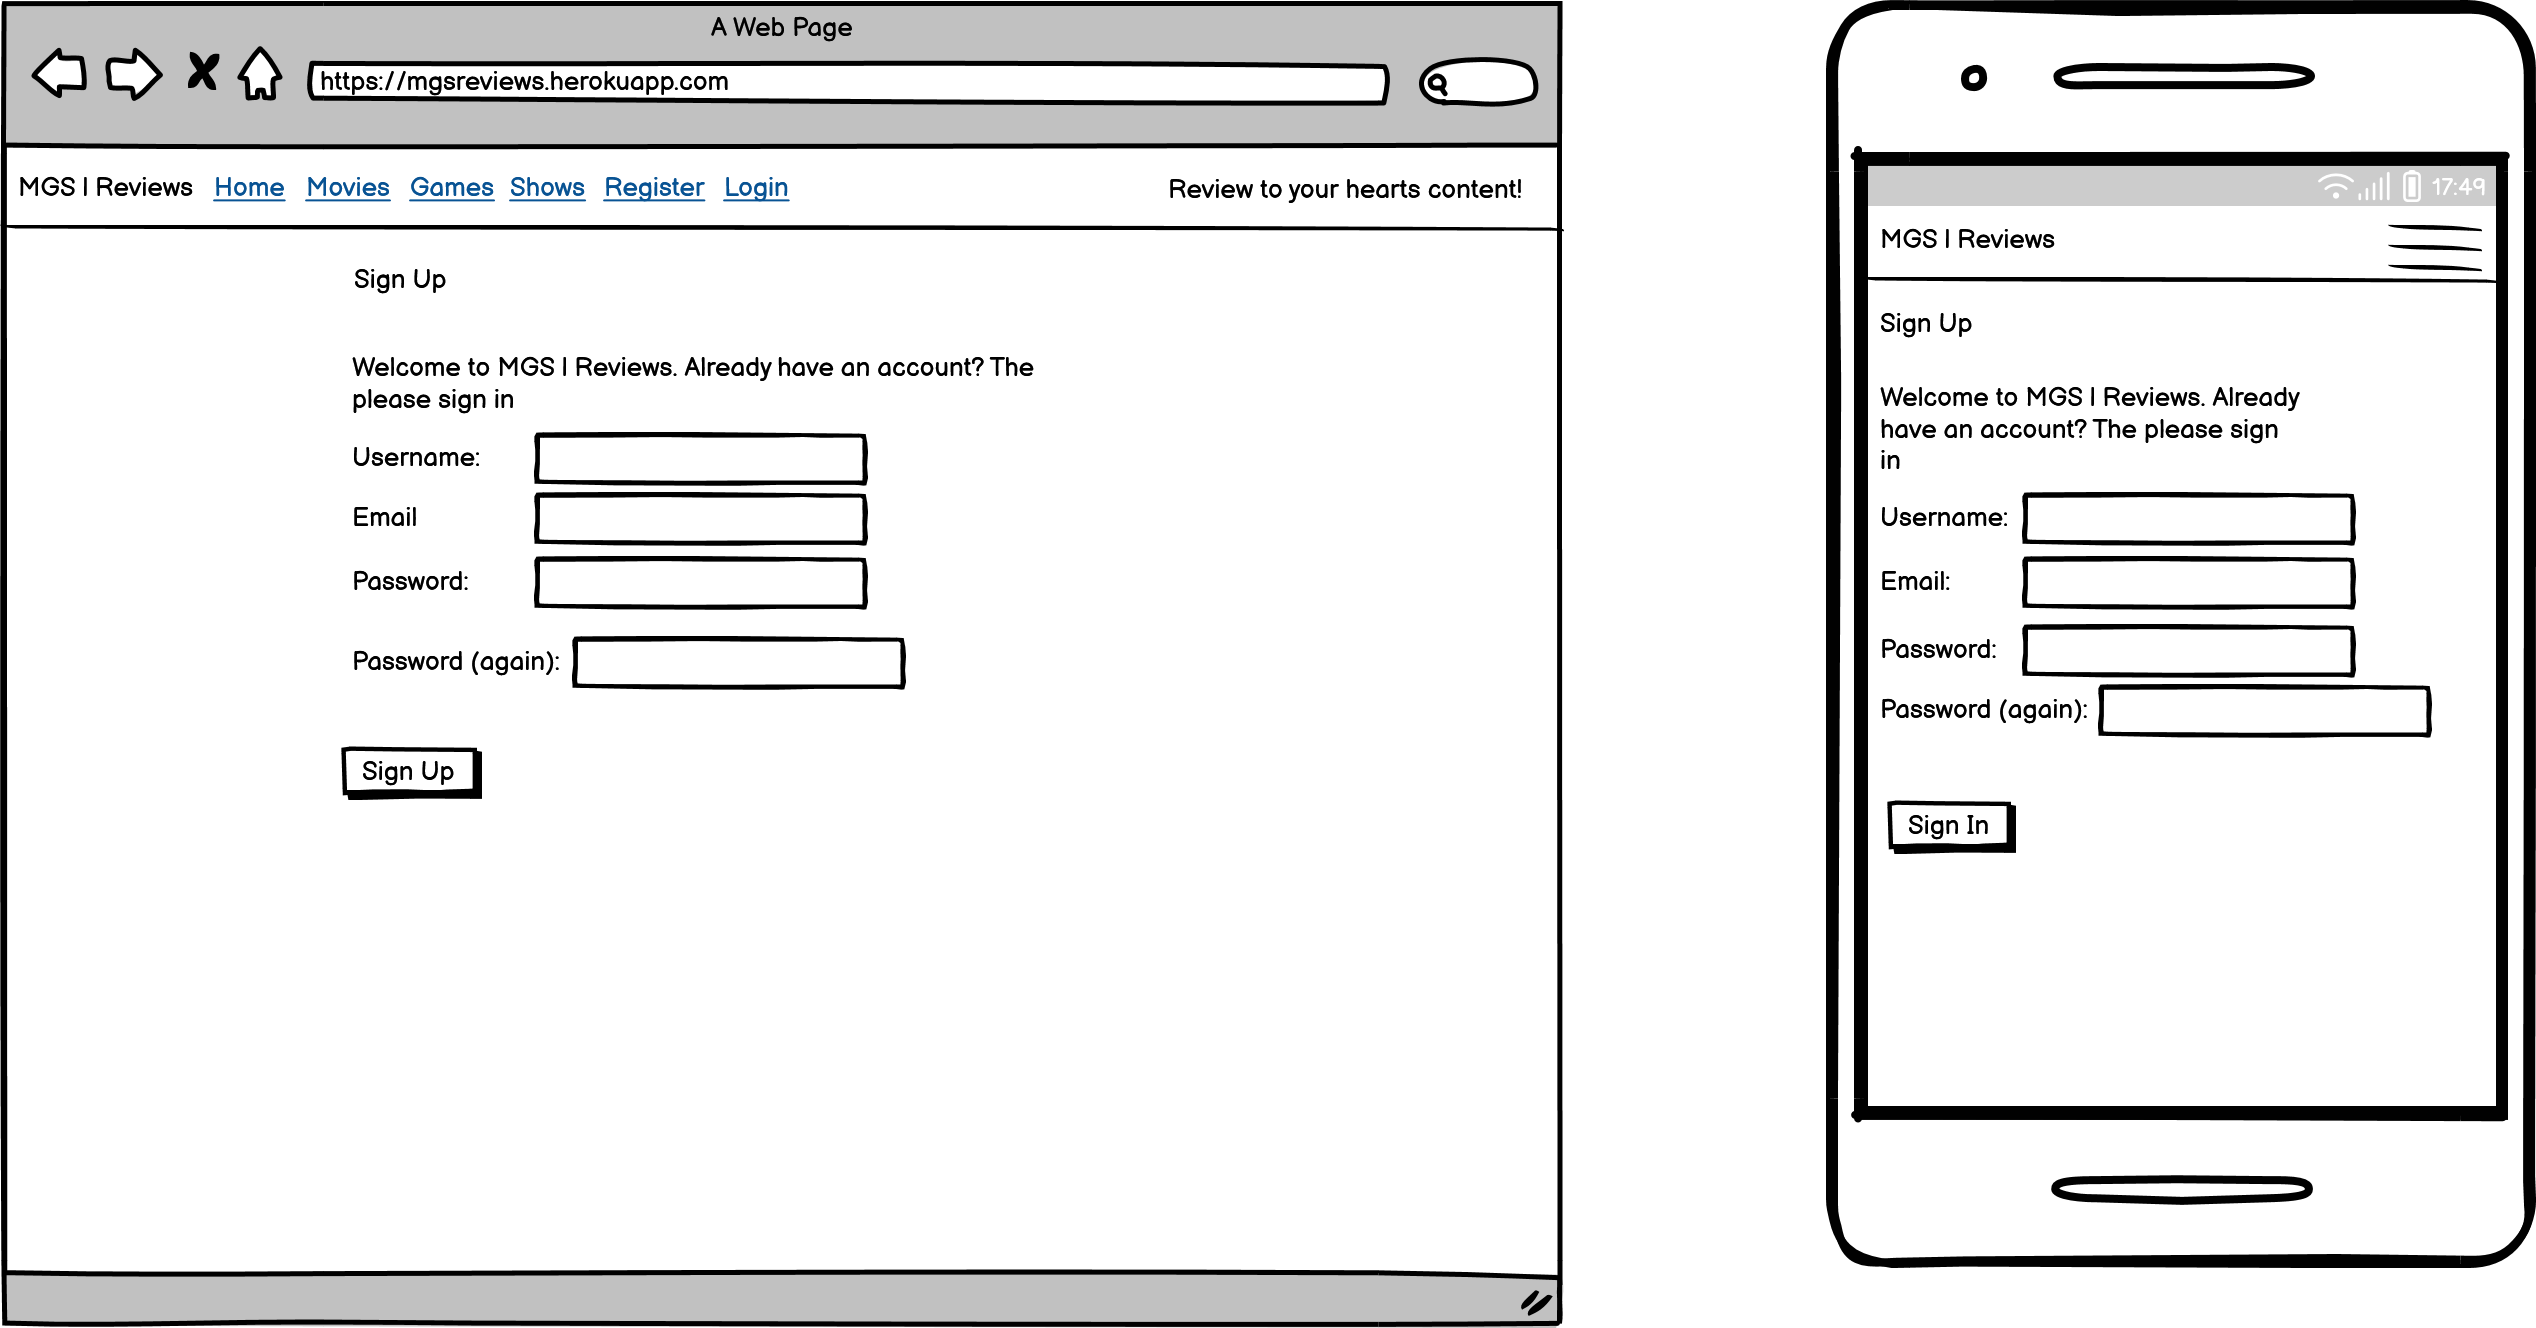 A Web Page
https://mgsreviews.herokuapp.com
MGS | Reviews Home Movies Games Shows Register Login Review to your hearts content!
Sign Up
Welcome to MGS | Reviews. Already have an account? The
please sign in
Username:
Email
Password:
Password (again):
Sign Up
17:49
MGS | Reviews
Sign Up
Welcome to MGS | Reviews. Already
have an account? The please sign
in
Username:
Email:
Password:
Password (again):
Sign In